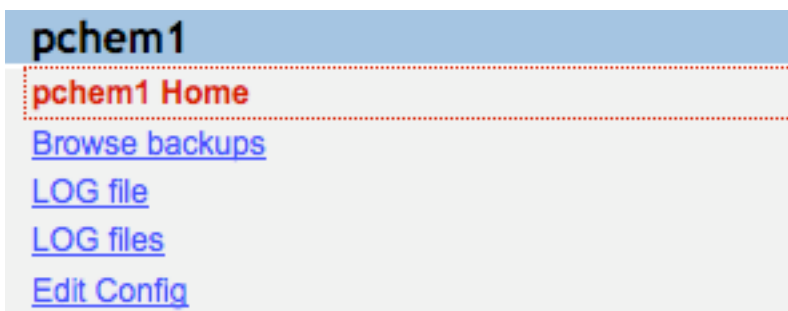 pchem1
pchem1 Home
Browse backups
LOG file
LOG files
Edit Config